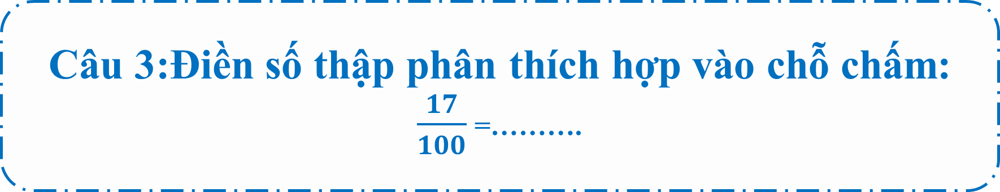 Câu 3:Điền số thập phân thích hợp vào chỗ chấm:
17
100
=..........